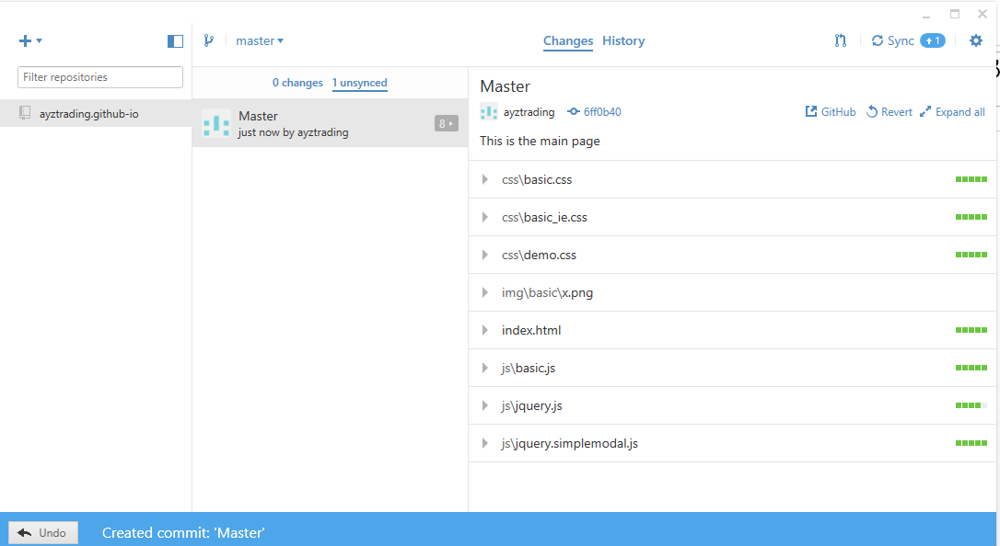 master
Changes History
Sync 1
Filter repositories
ayztrading.github-io
0 changes 1 unsynced
Master
just now by ayztrading
8
Master
ayztrading 6ff0b40
GitHub Revert Expand all
This is the main page
css\basic.css
css\basic_ie.css
css\demo.css
img\basic\x.png
index.html
js\basic.js
js\jquery.js
js\jquery.simplemodal.js
Undo Created commit: 'Master'